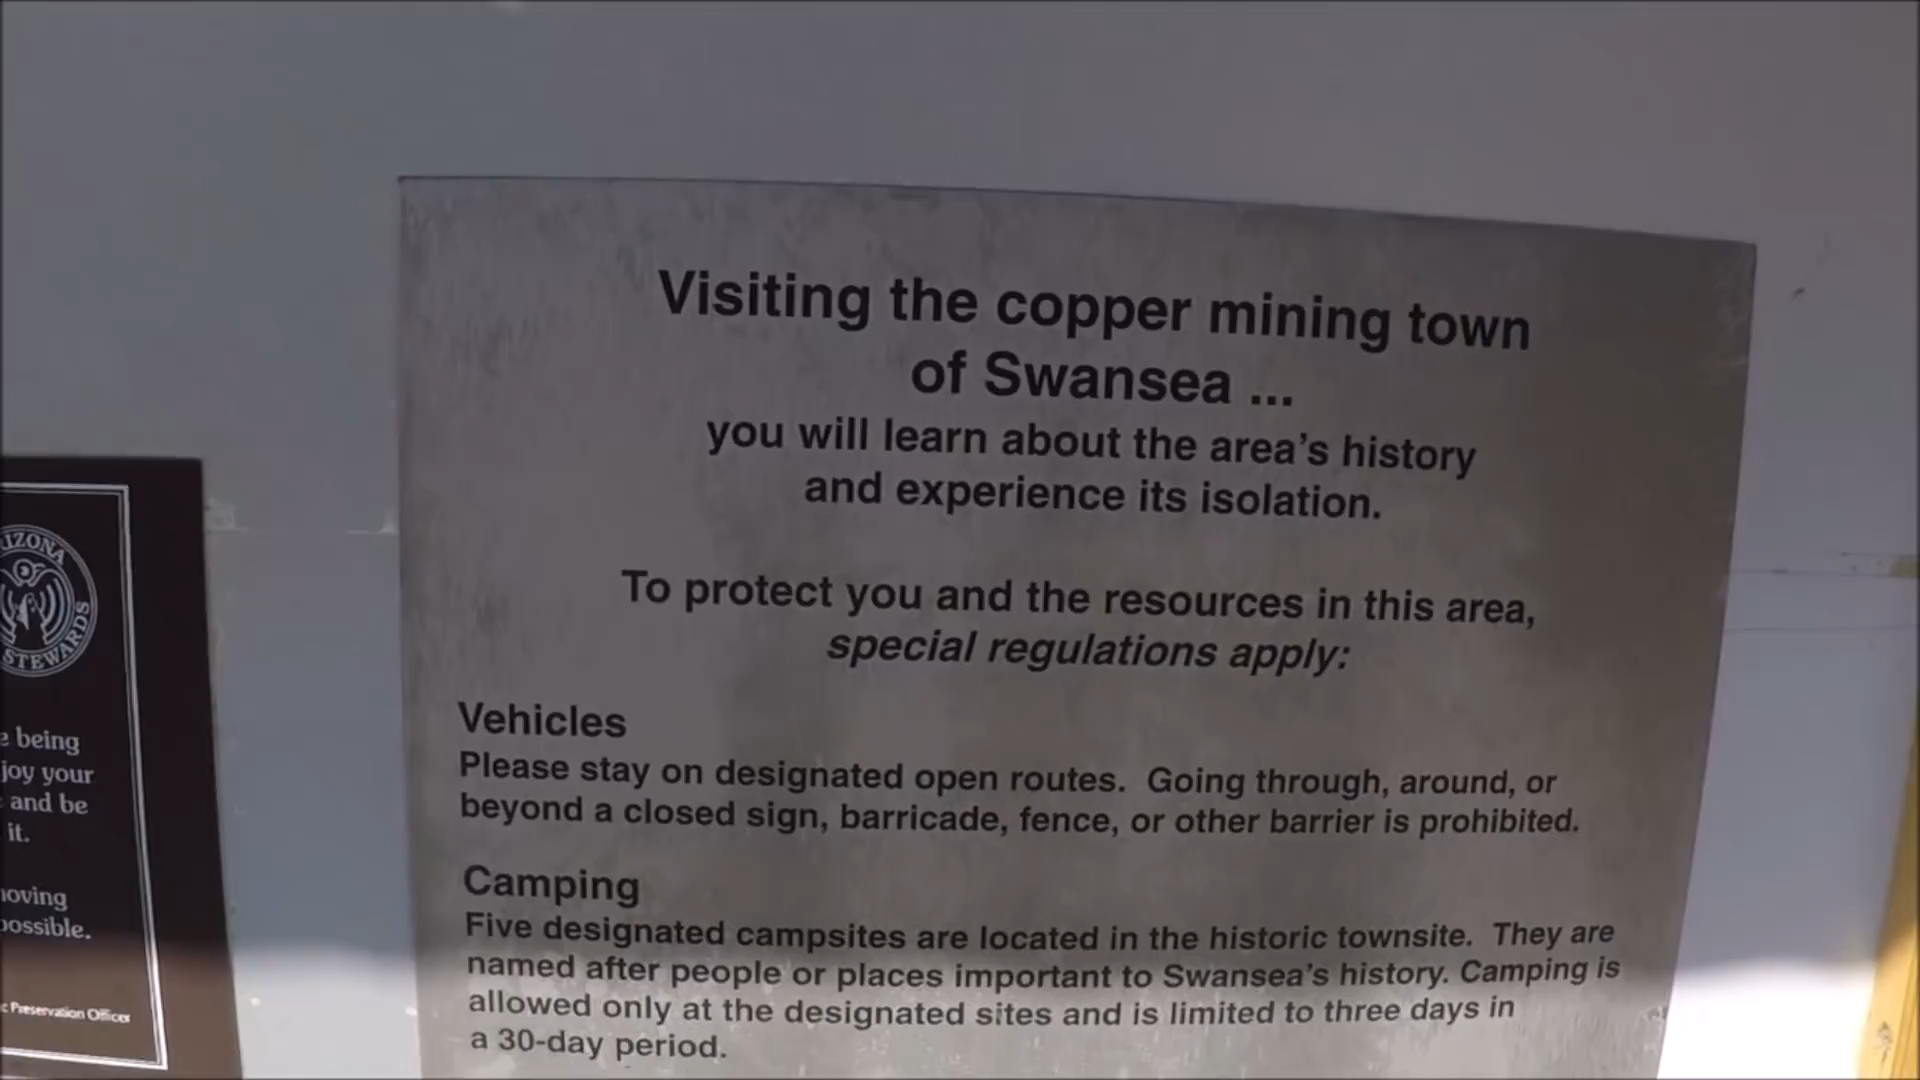 Visiting the copper mining town
of Swansea ...
you will learn about the area's history
and experience its isolation.
To protect you and the resources in this area,
special regulations apply:
Vehicles
Please stay on designated open routes. Going through, around, or
beyond a closed sign, barricade, fence, or other barrier is prohibited.
Camping
Five designated campsites are located in the historic townsite. They are
named after people or places important to Swansea's history. Camping is
allowed only at the designated sites and is limited to three days in
a 30-day period.
STEWARDS
being
joy your
and be
it.
possible.
Preservation Officer